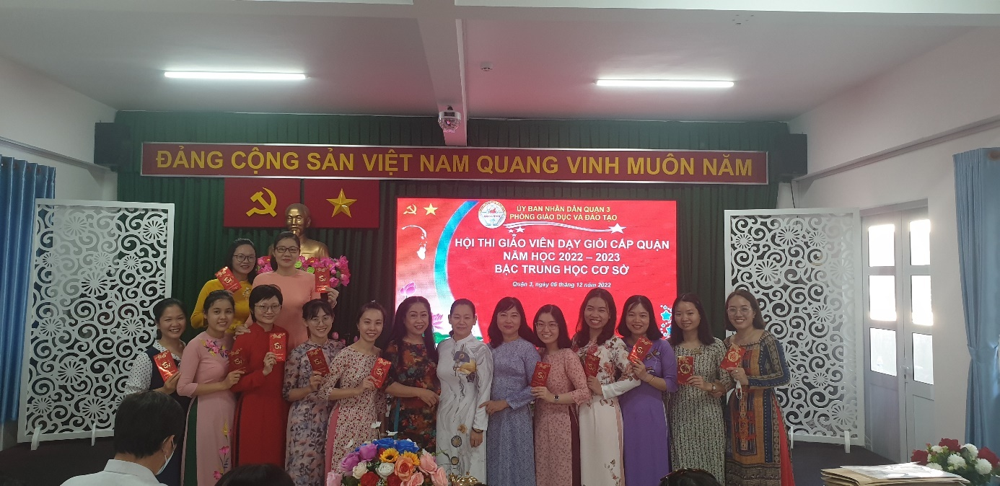 ĐẢNG CỘNG SẢN VIỆT NAM QUANG VINH MUÔN NĂM
ỦY BAN NHÂN DÂN QUẬN 3
PHÒNG GIÁO DỤC VÀ ĐÀO TẠO
HỘI THI GIÁO VIÊN DẠY GIỎI CẤP QUẬN
NĂM HỌC 2022 – 2023
BẬC TRUNG HỌC CƠ SỞ
Quận 3, ngày 06 tháng 12 năm 2022